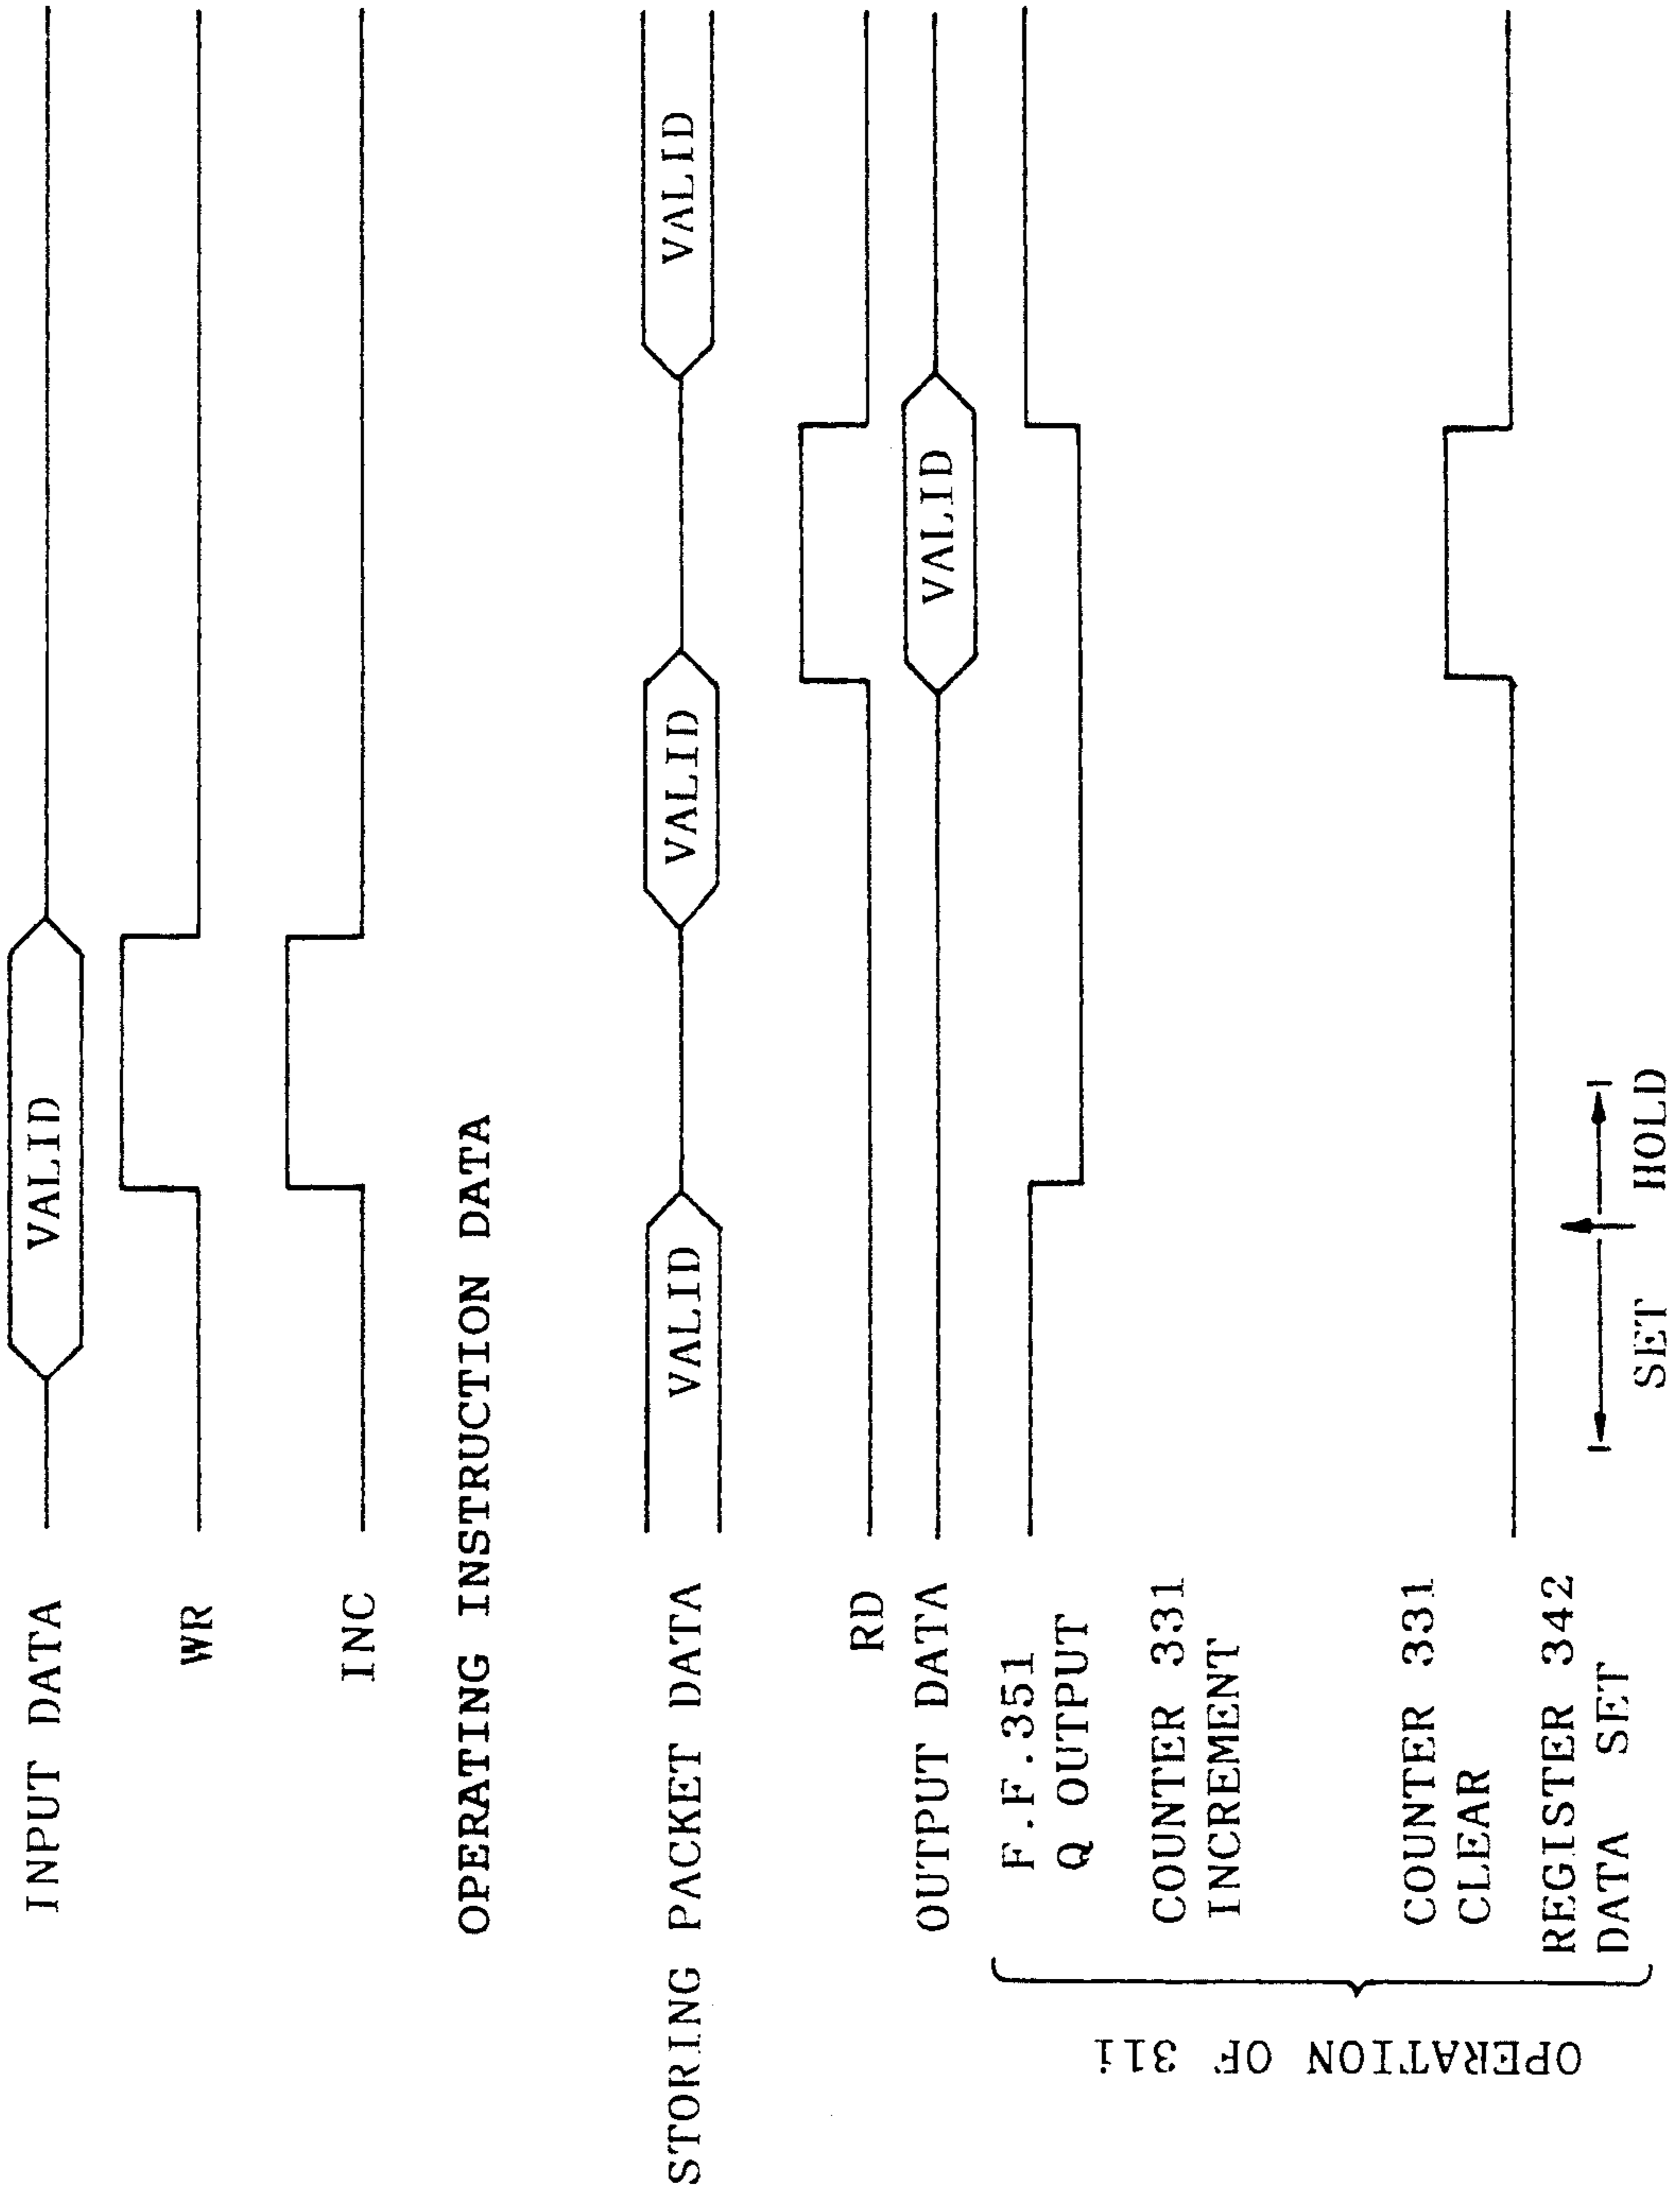 INPUT DATA
VALID
WR
INC
OPERATING INSTRUCTION DATA
STORING PACKET DATA
VALID
VALID
VALID
RD
OUTPUT DATA
VALID
OPERATION OF 31i
F.F.351
Q OUTPUT
COUNTER 331
INCREMENT
COUNTER 331
CLEAR
REGISTER 342
DATA SET
SET
HOLD